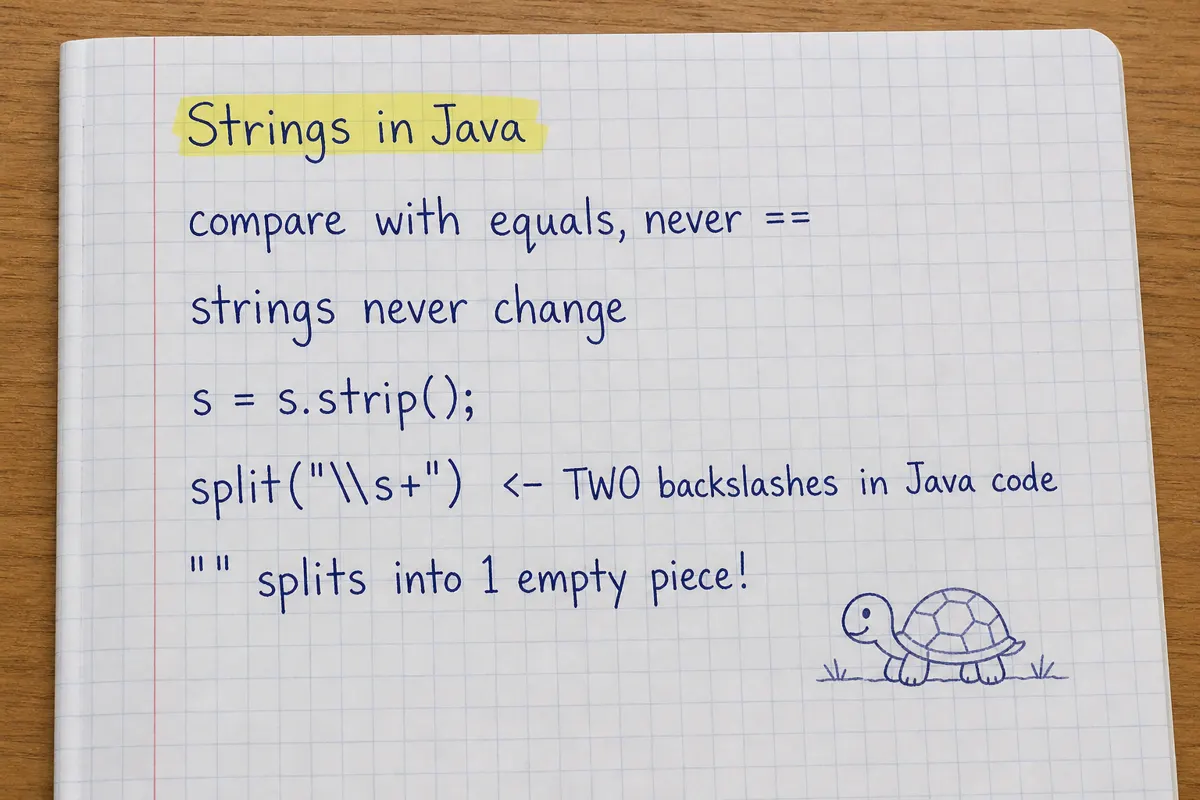 Strings in Java
compare with equals, never ==
strings never change
s = s.strip();
split("\\s+") <- TWO backslashes in Java code
"" splits into 1 empty piece!